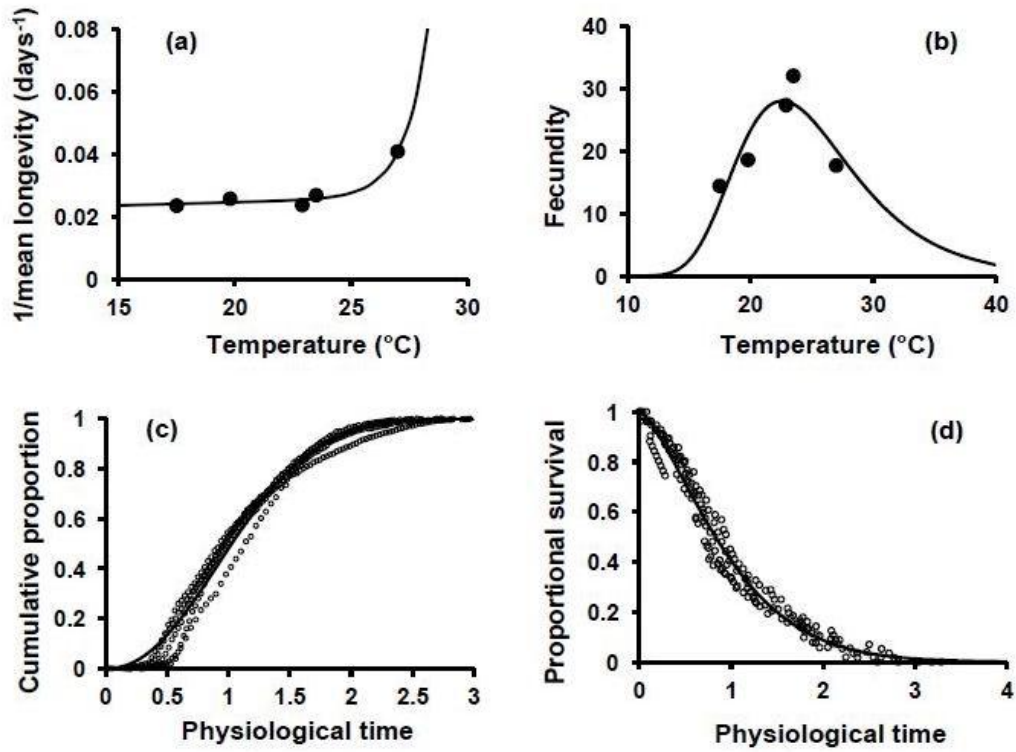 (a)
1/mean longevity (days⁻¹)
0.08
0.06
0.04
0.02
0
15 20 25 30
Temperature (°C)
(b)
Fecundity
40
30
20
10
0
10 20 30 40
Temperature (°C)
(c)
Cumulative proportion
1
0.8
0.6
0.4
0.2
0
0 0.5 1 1.5 2 2.5 3
Physiological time
(d)
Proportional survival
1
0.8
0.6
0.4
0.2
0
0 1 2 3 4
Physiological time